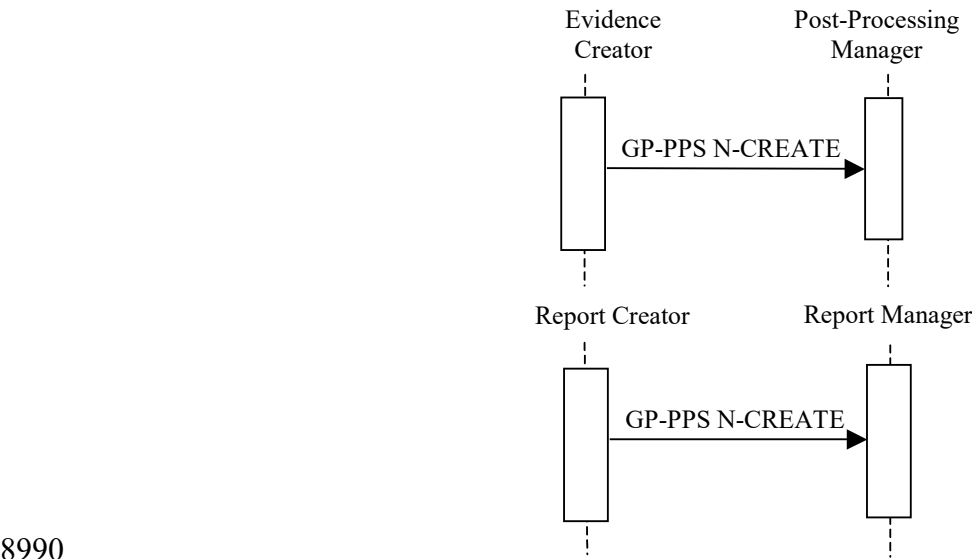 Evidence
Creator
Post-Processing
Manager
GP-PPS N-CREATE
Report Creator
Report Manager
GP-PPS N-CREATE
8990